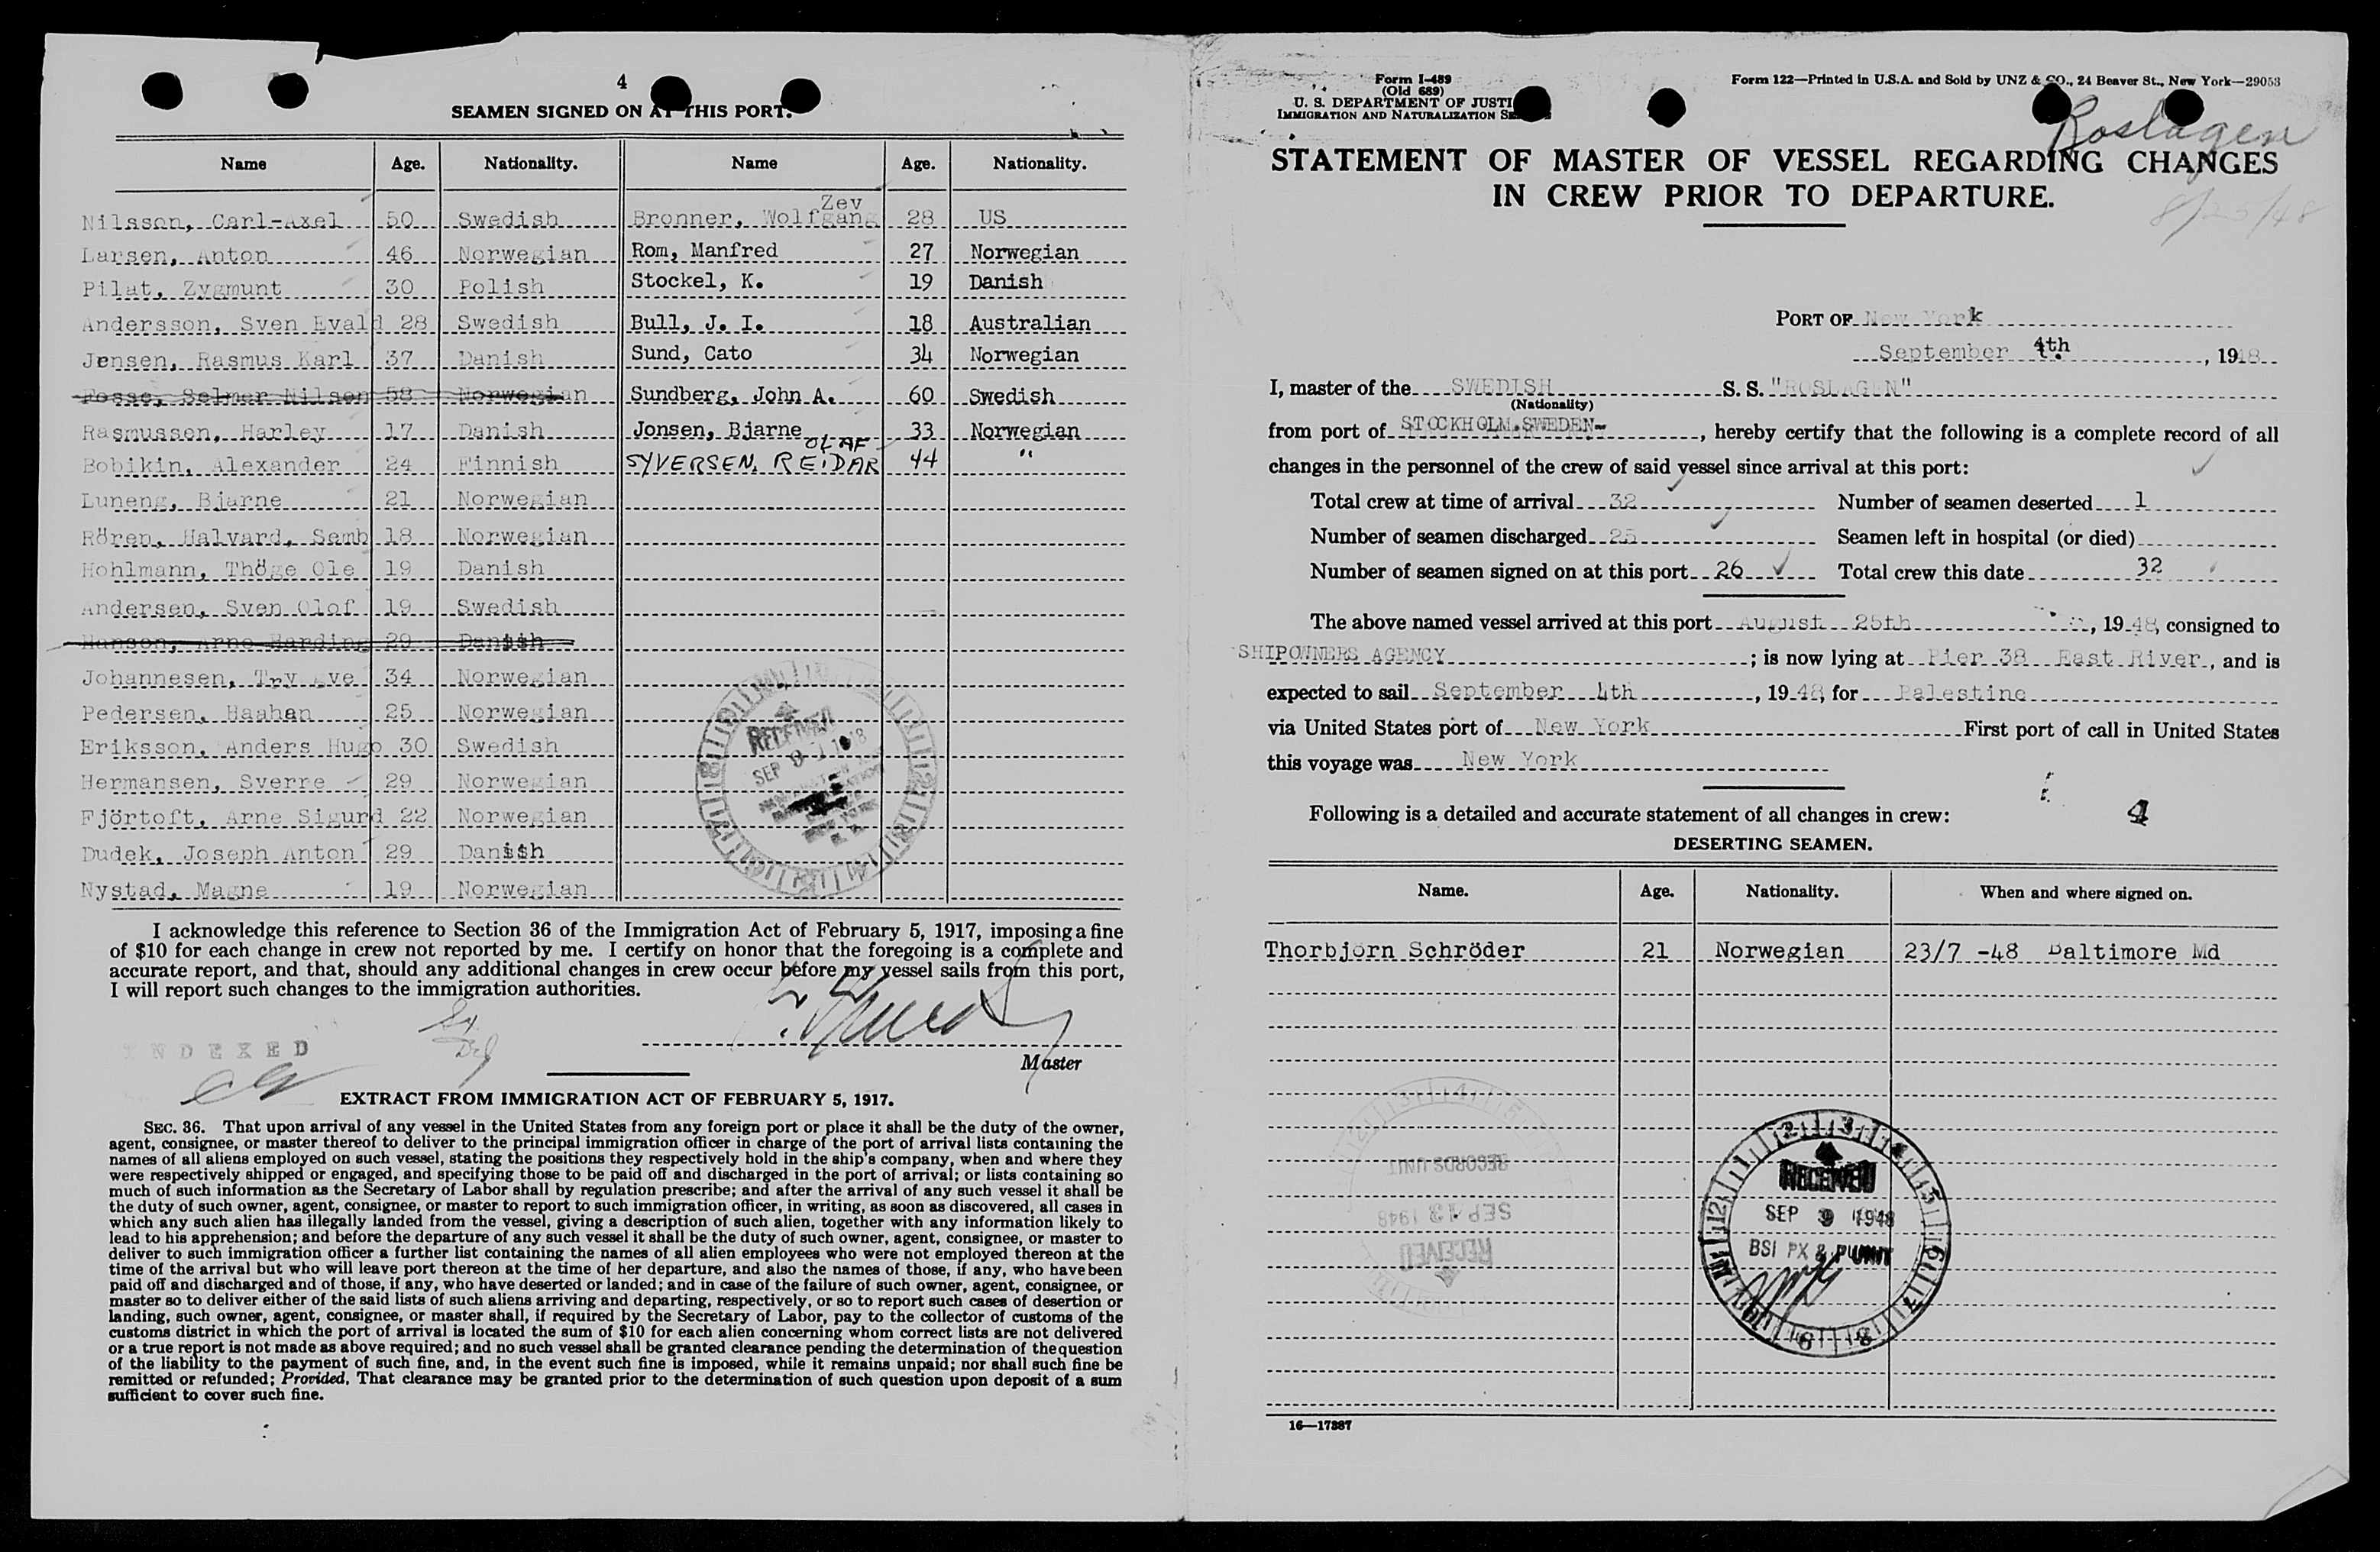 4
SEAMEN SIGNED ON AT THIS PORT.
Name Age. Nationality. Name Age. Nationality.
Nilsson, Carl-Axel 50 Swedish Bronner, Wolfgang Zev 28 US
Larsen, Anton 46 Norwegian Rom, Manfred 27 Norwegian
Pilat, Zygmunt 30 Polish Stockel, K. 19 Danish
Andersson, Sven Evald 28 Swedish Bull, J. I. 18 Australian
Jensen, Rasmus Karl 37 Danish Sund, Cato 34 Norwegian
Fosse, Selmer Nilsen 58 Norwegian Sundberg, John A. 60 Swedish
Rasmussen, Harley 17 Danish Jonsen, Bjarne 33 Norwegian
Bobikin, Alexander 24 Finnish SYVERSEN, REIDAR OLAF 44 "
Luneng, Bjarne 21 Norwegian
Rören, Halvard, Samb 18 Norwegian
Hohlmann, Thöge Ole 19 Danish
Andersen, Sven Olof 19 Swedish
Hanson, Arne Harding 29 Danish
Johannesen, Trygve 34 Norwegian
Pedersen, Haahan 25 Norwegian
Eriksson, Anders Hugo 30 Swedish
Hermansen, Sverre 29 Norwegian
Fjörtoft, Arne Sigurd 22 Norwegian
Dudek, Joseph Anton 29 Danish
Nystad, Magne 19 Norwegian
RECEIVED
SEP
I acknowledge this reference to Section 36 of the Immigration Act of February 5, 1917, imposing a fine
of $10 for each change in crew not reported by me. I certify on honor that the foregoing is a complete and
accurate report, and that, should any additional changes in crew occur before my vessel sails from this port,
I will report such changes to the immigration authorities.
INDEXED
Master
EXTRACT FROM IMMIGRATION ACT OF FEBRUARY 5, 1917.
SEC. 36. That upon arrival of any vessel in the United States from any foreign port or place it shall be the duty of the owner,
agent, consignee, or master thereof to deliver to the principal immigration officer in charge of the port of arrival lists containing the
names of all aliens employed on such vessel, stating the positions they respectively hold in the ship's company, when and where they
were respectively shipped or engaged, and specifying those to be paid off and discharged in the port of arrival; or lists containing so
much of such information as the Secretary of Labor shall by regulation prescribe; and after the arrival of any such vessel it shall be
the duty of such owner, agent, consignee, or master to report to such immigration officer, in writing, as soon as discovered, all cases in
which any such alien has illegally landed from the vessel, giving a description of such alien, together with any information likely to
lead to his apprehension; and before the departure of any such vessel it shall be the duty of such owner, agent, consignee, or master to
deliver to such immigration officer a further list containing the names of all alien employees who were not employed thereon at the
time of the arrival but who will leave port thereon at the time of her departure, and also the names of those, if any, who have been
paid off and discharged and of those, if any, who have deserted or landed; and in case of the failure of such owner, agent, consignee, or
master so to deliver either of the said lists of such aliens arriving and departing, respectively, or so to report such cases of desertion or
landing, such owner, agent, consignee, or master shall, if required by the Secretary of Labor, pay to the collector of customs of the
customs district in which the port of arrival is located the sum of $10 for each alien concerning whom correct lists are not delivered
or a true report is not made as above required; and no such vessel shall be granted clearance pending the determination of the question
of the liability to the payment of such fine, and, in the event such fine is imposed, while it remains unpaid; nor shall such fine be
remitted or refunded; Provided, That clearance may be granted prior to the determination of such question upon deposit of a sum
sufficient to cover such fine.
Form I-489
(Old 689)
U. S. DEPARTMENT OF JUSTI
IMMIGRATION AND NATURALIZATION SE
Form 122—Printed in U.S.A. and Sold by UNZ & CO., 24 Beaver St., New York—29053
Roslagen
STATEMENT OF MASTER OF VESSEL REGARDING CHANGES
IN CREW PRIOR TO DEPARTURE.
8/25/48
PORT OF New York
September 4th, 1948
I, master of the SWEDISH S. S. "ROSLAGEN"
(Nationality)
from port of STOCKHOLM.SWEDEN-, hereby certify that the following is a complete record of all
changes in the personnel of the crew of said vessel since arrival at this port:
Total crew at time of arrival 32 Number of seamen deserted 1
Number of seamen discharged 25 Seamen left in hospital (or died)
Number of seamen signed on at this port 26 Total crew this date 32
The above named vessel arrived at this port August 25th, 1948, consigned to
SHIPOWNERS AGENCY; is now lying at Pier 38 East River, and is
expected to sail September 4th, 1948, for Palestine
via United States port of New York First port of call in United States
this voyage was New York
Following is a detailed and accurate statement of all changes in crew: 4
DESERTING SEAMEN.
Name. Age. Nationality. When and where signed on.
Thorbjörn Schröder 21 Norwegian 23/7 -48 Baltimore Md
RECORDS UNIT
SEP 13 1948
RECEIVED
RECEIVED
SEP 9 1948
BSI PX & P UNIT
16—17387